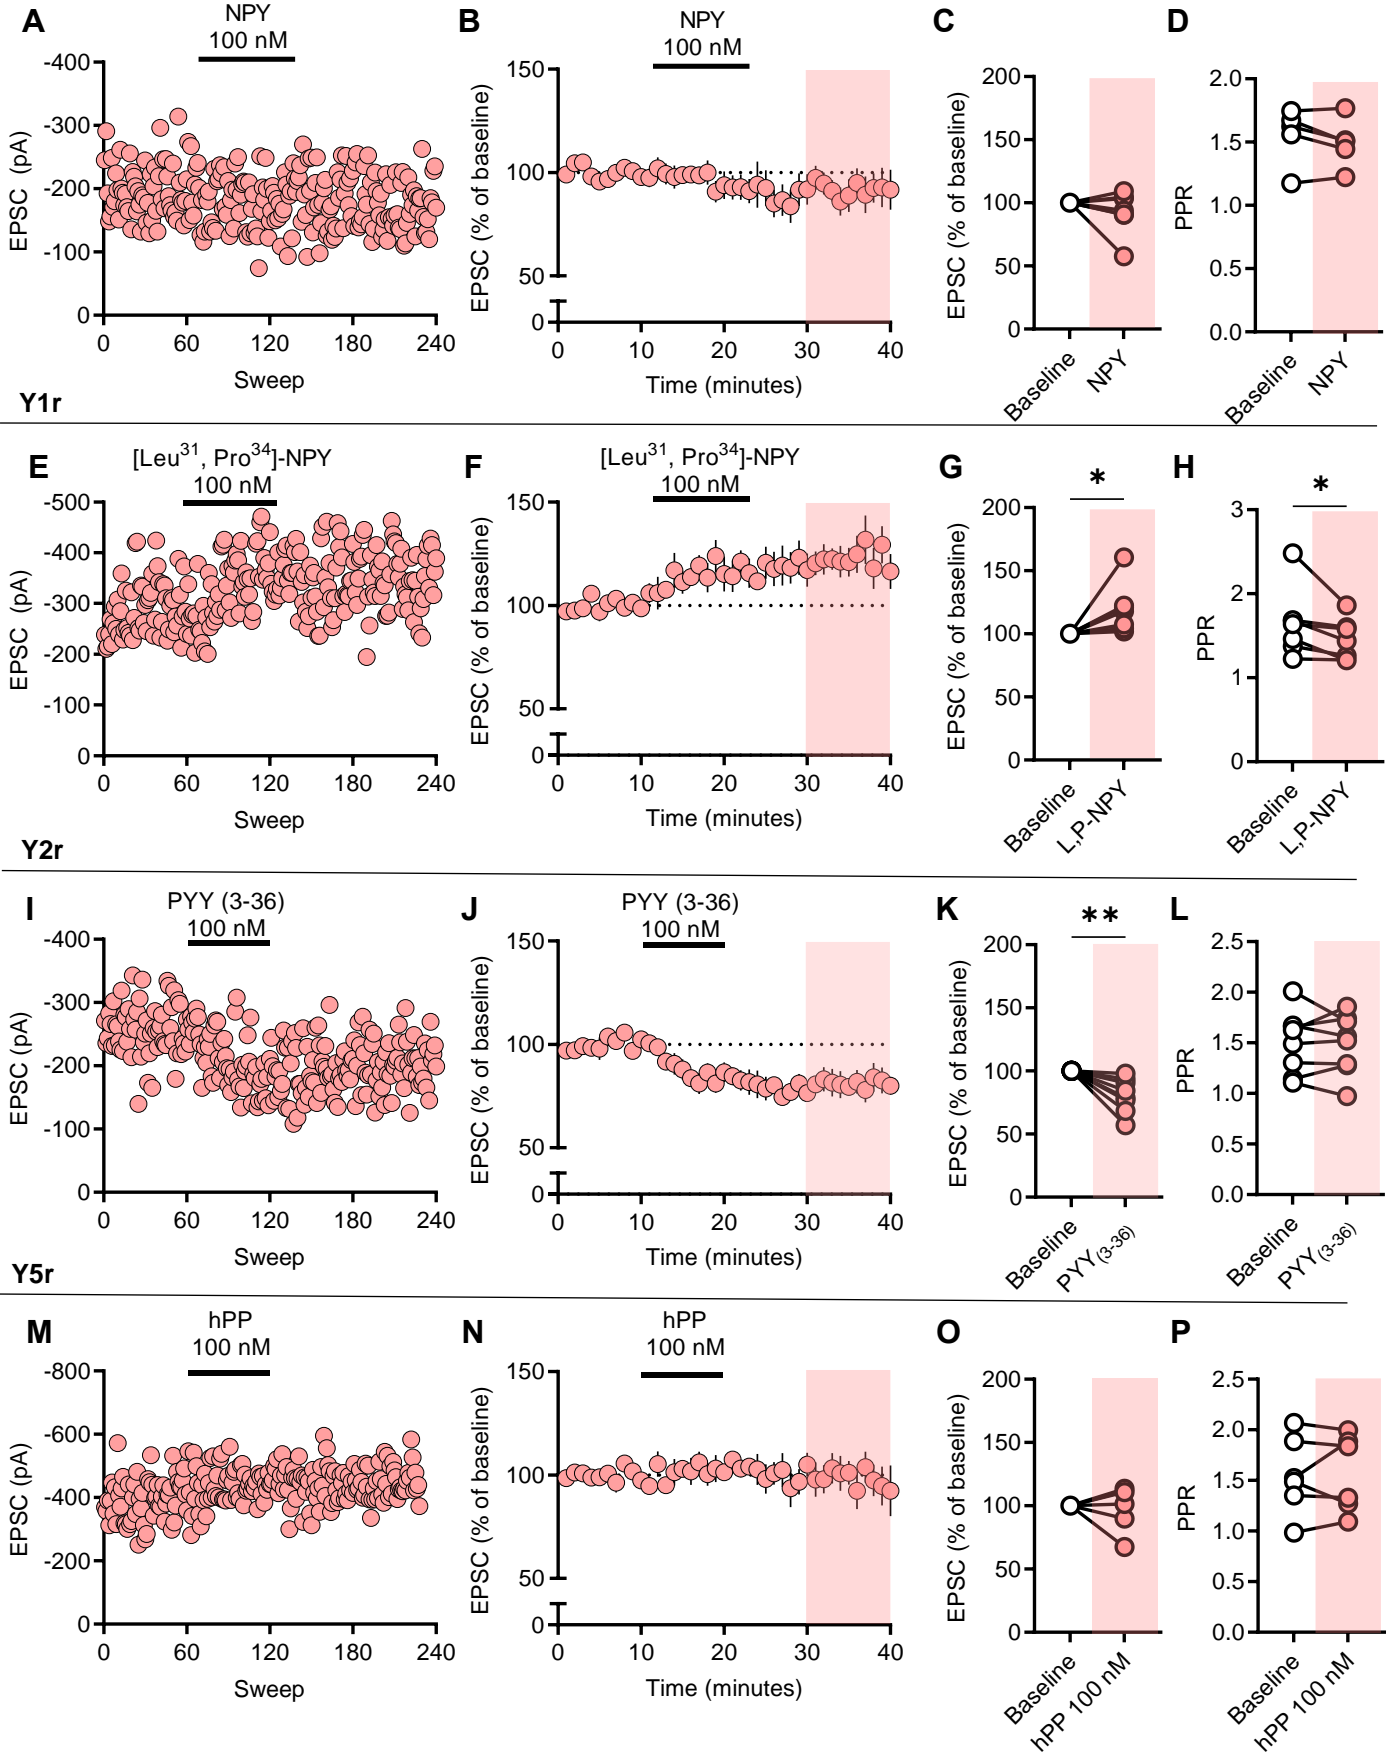 A
NPY
100 nM
-400
-300
-200
-100
0
EPSC (pA)
0 60 120 180 240
Sweep
B
NPY
100 nM
150
100
50
0
EPSC (% of baseline)
0 10 20 30 40
Time (minutes)
C
200
150
100
50
0
EPSC (% of baseline)
Baseline
NPY
D
2.0
1.5
1.0
0.5
0.0
PPR
Baseline
NPY
Y1r
E
[Leu31, Pro34]-NPY
100 nM
-500
-400
-300
-200
-100
0
EPSC (pA)
0 60 120 180 240
Sweep
F
[Leu31, Pro34]-NPY
100 nM
150
100
50
0
EPSC (% of baseline)
0 10 20 30 40
Time (minutes)
G
*
200
150
100
50
0
EPSC (% of baseline)
Baseline
L,P-NPY
H
*
3
2
1
0
PPR
Baseline
L,P-NPY
Y2r
I
PYY (3-36)
100 nM
-400
-300
-200
-100
0
EPSC (pA)
0 60 120 180 240
Sweep
J
PYY (3-36)
100 nM
150
100
50
0
EPSC (% of baseline)
0 10 20 30 40
Time (minutes)
K
**
200
150
100
50
0
EPSC (% of baseline)
Baseline
PYY(3-36)
L
2.5
2.0
1.5
1.0
0.5
0.0
PPR
Baseline
PYY(3-36)
Y5r
M
hPP
100 nM
-800
-600
-400
-200
0
EPSC (pA)
0 60 120 180 240
Sweep
N
hPP
100 nM
150
100
50
0
EPSC (% of baseline)
0 10 20 30 40
Time (minutes)
O
200
150
100
50
0
EPSC (% of baseline)
Baseline
hPP 100 nM
P
2.5
2.0
1.5
1.0
0.5
0.0
PPR
Baseline
hPP 100 nM